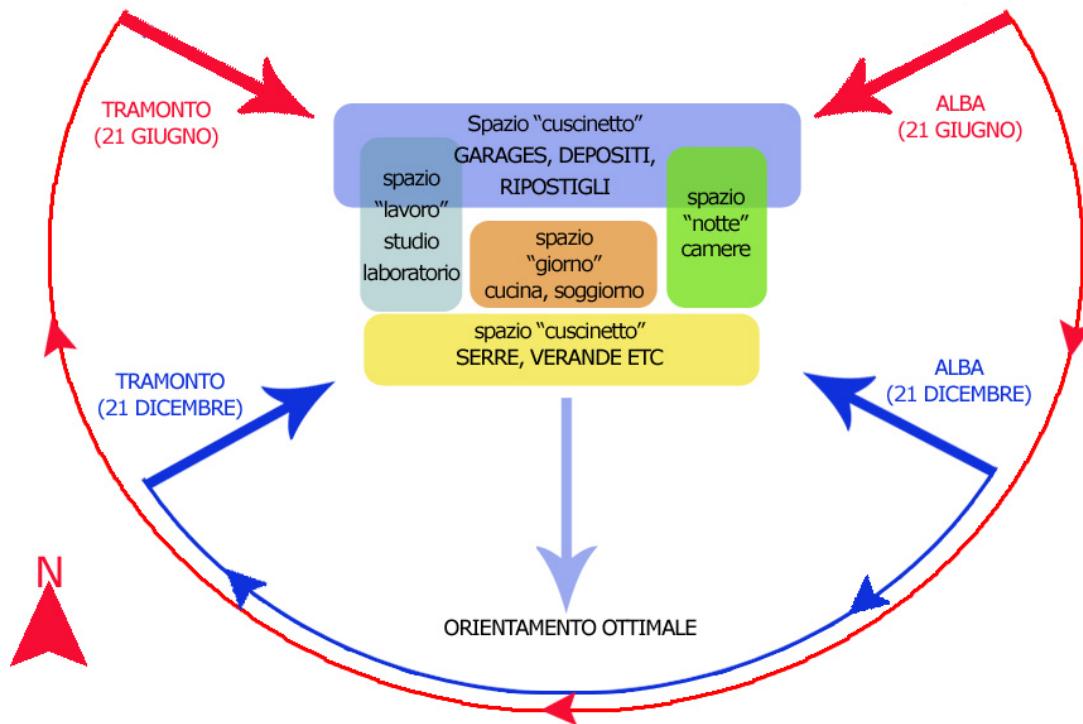 TRAMONTO
(21 GIUGNO)
ALBA
(21 GIUGNO)
Spazio “cuscinetto”
GARAGES, DEPOSITI,
RIPOSTIGLI
spazio
“lavoro”
studio
laboratorio
spazio
“giorno”
cucina, soggiorno
spazio
“notte”
camere
spazio “cuscinetto”
SERRE, VERANDE ETC
TRAMONTO
(21 DICEMBRE)
ALBA
(21 DICEMBRE)
N
ORIENTAMENTO OTTIMALE